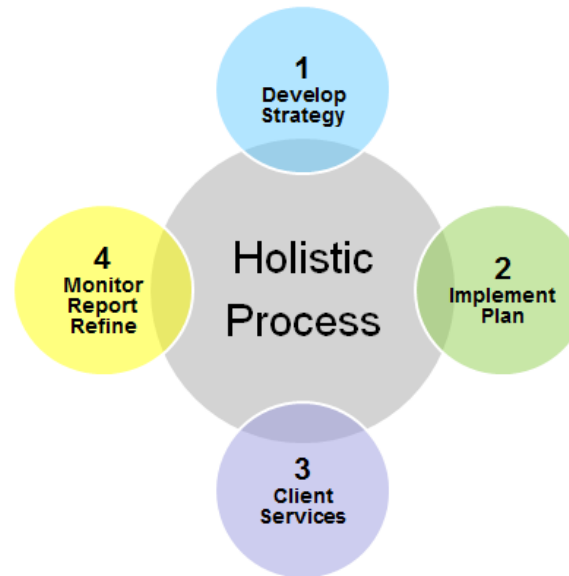 1
Develop
Strategy
Holistic
Process
2
Implement
Plan
3
Client
Services
4
Monitor
Report
Refine